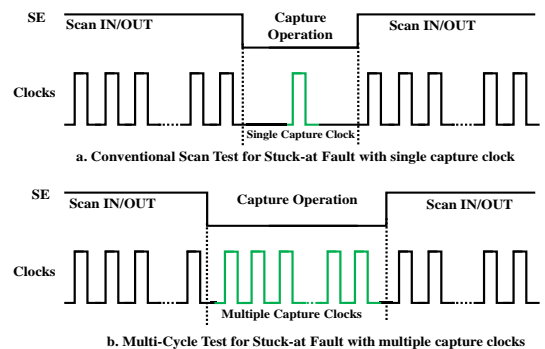 SE
Scan IN/OUT
Capture
Operation
Scan IN/OUT
Clocks
Single Capture Clock
a. Conventional Scan Test for Stuck-at Fault with single capture clock
SE
Scan IN/OUT
Capture Operation
Scan IN/OUT
Clocks
Multiple Capture Clocks
b. Multi-Cycle Test for Stuck-at Fault with multiple capture clocks